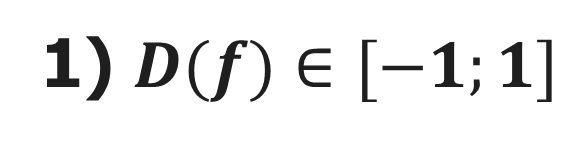 1) D(f) ∈ [−1; 1]